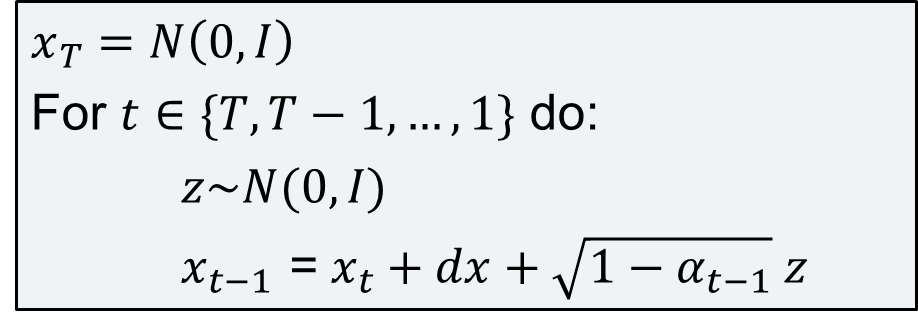 x_T = N(0, I)
For t ∈ {T, T − 1, ..., 1} do:
z~N(0, I)
x_{t−1} = x_t + dx + √(1 − α_{t−1}) z